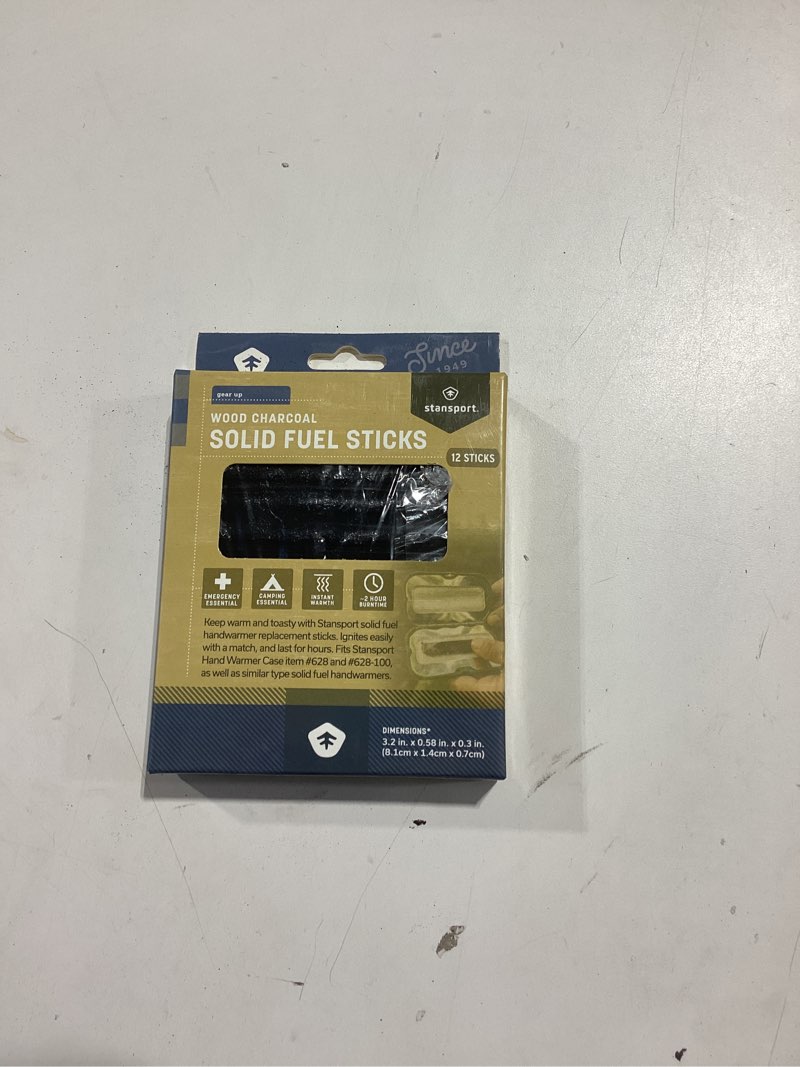 Since
1949
gear up
stansport.
WOOD CHARCOAL
SOLID FUEL STICKS
12 STICKS
EMERGENCY
ESSENTIAL
CAMPING
ESSENTIAL
INSTANT
WARMTH
~2 HOUR
BURNTIME
Keep warm and toasty with Stansport solid fuel
handwarmer replacement sticks. Ignites easily
with a match, and last for hours. Fits Stansport
Hand Warmer Case item #628 and #628-100,
as well as similar type solid fuel handwarmers.
DIMENSIONS*
3.2 in. x 0.58 in. x 0.3 in.
(8.1cm x 1.4cm x 0.7cm)